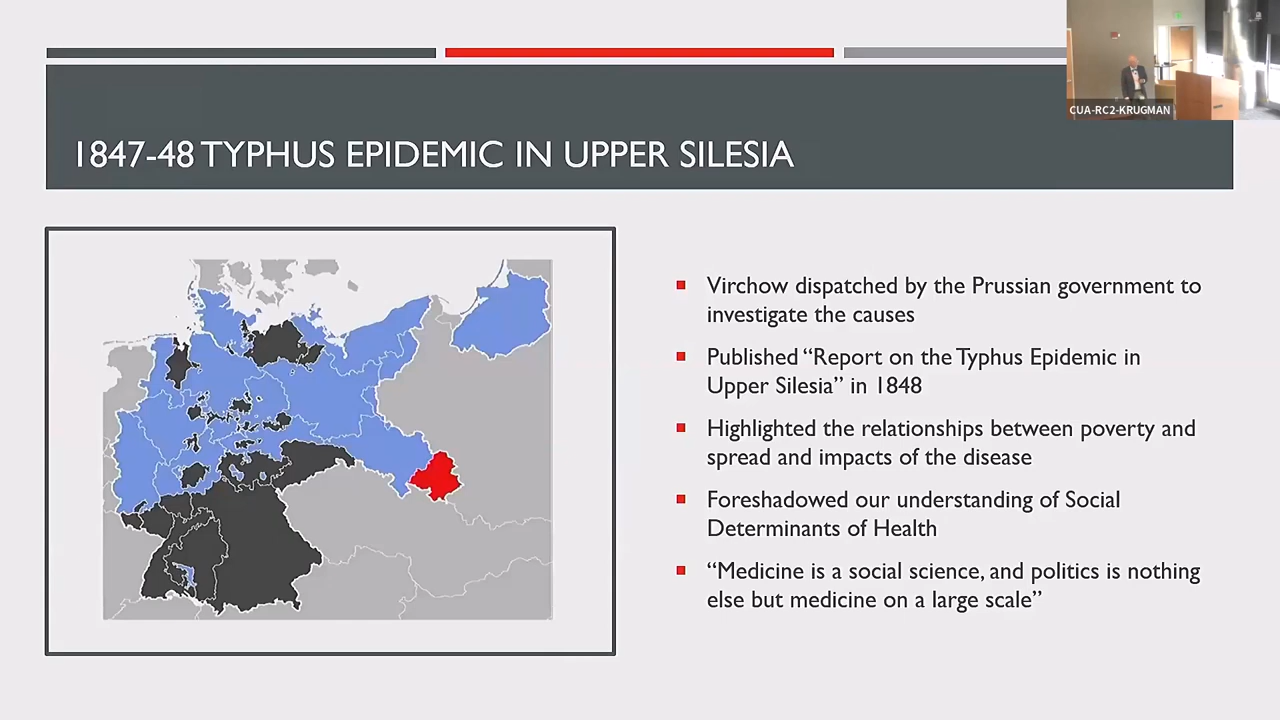 CUA-RC2-KRUGMAN
1847-48 TYPHUS EPIDEMIC IN UPPER SILESIA
Virchow dispatched by the Prussian government to
investigate the causes
Published “Report on the Typhus Epidemic in
Upper Silesia” in 1848
Highlighted the relationships between poverty and
spread and impacts of the disease
Foreshadowed our understanding of Social
Determinants of Health
“Medicine is a social science, and politics is nothing
else but medicine on a large scale”